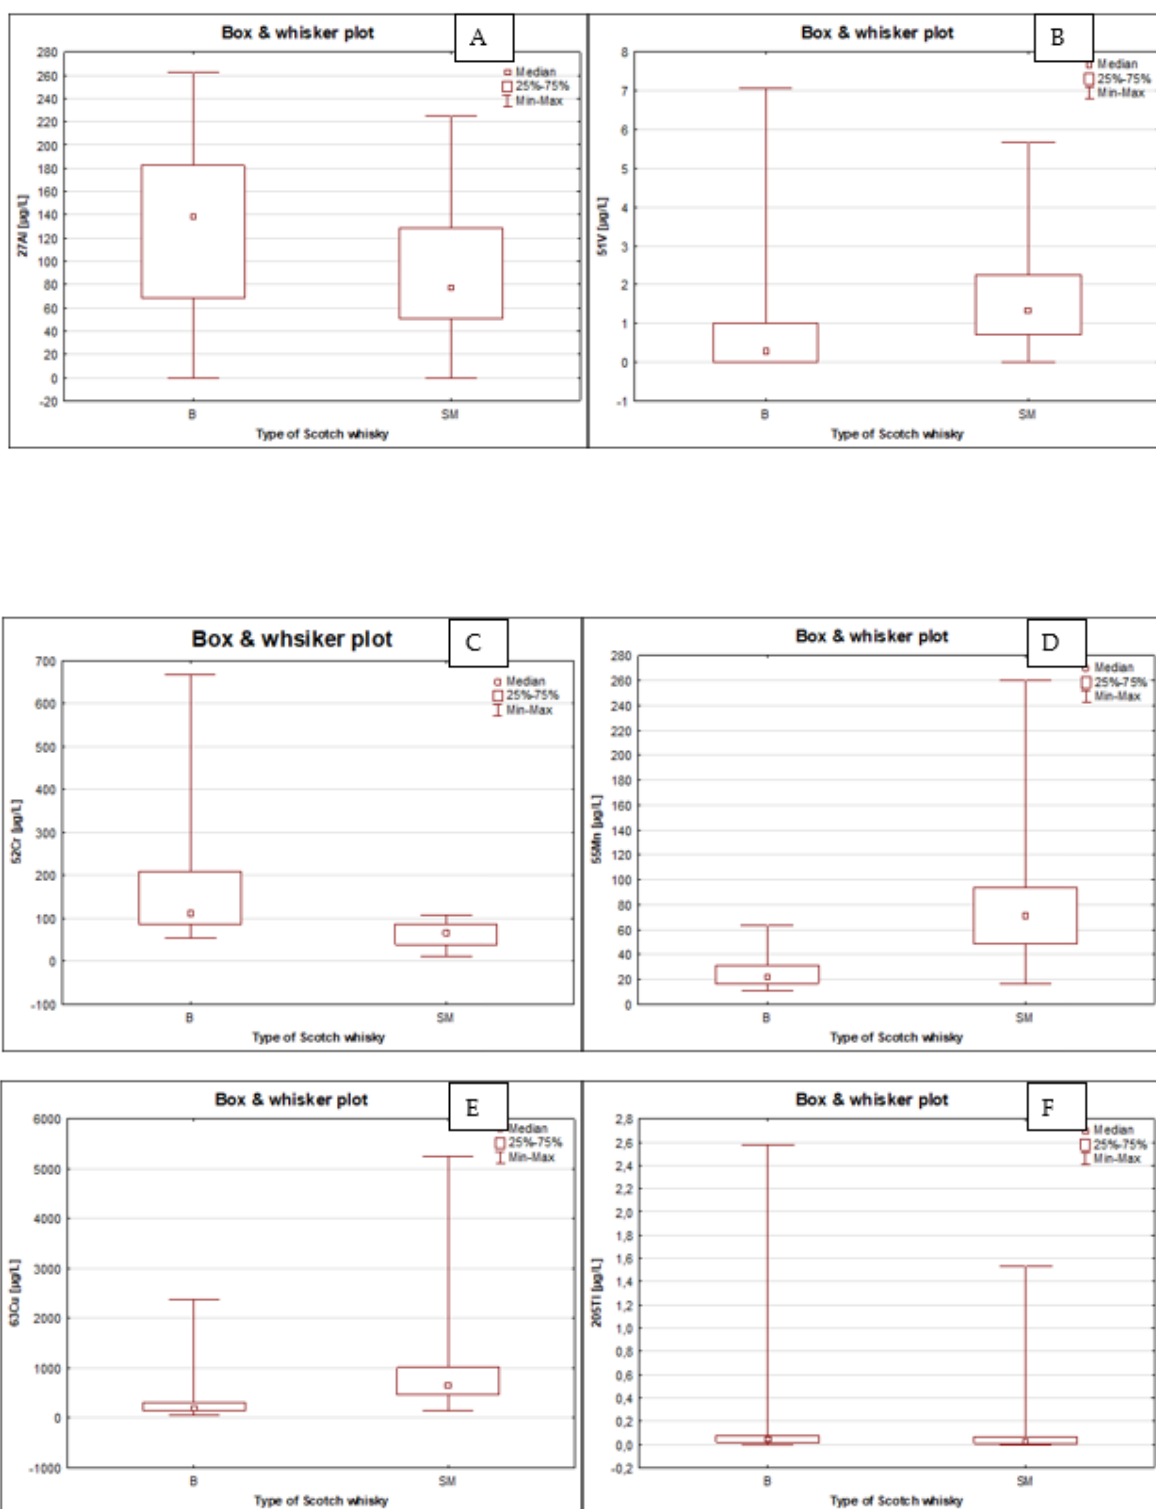 Box & whisker plot
A
280
260
240
220
200
180
160
140
120
100
80
60
40
20
0
-20
27Al [µg/L]
Median
25%-75%
Min-Max
B
SM
Type of Scotch whisky
Box & whisker plot
B
8
7
6
5
4
3
2
1
0
-1
51V [µg/L]
Median
25%-75%
Min-Max
B
SM
Type of Scotch whisky
Box & whsiker plot
C
700
600
500
400
300
200
100
0
-100
52Cr [µg/L]
Median
25%-75%
Min-Max
B
SM
Type of Scotch whisky
Box & whisker plot
D
280
260
240
220
200
180
160
140
120
100
80
60
40
20
0
55Mn [µg/L]
Median
25%-75%
Min-Max
B
SM
Type of Scotch whisky
Box & whisker plot
E
6000
5000
4000
3000
2000
1000
0
-1000
63Cu [µg/L]
Median
25%-75%
Min-Max
B
SM
Type of Scotch whisky
Box & whisker plot
F
2,8
2,6
2,4
2,2
2,0
1,8
1,6
1,4
1,2
1,0
0,8
0,6
0,4
0,2
0,0
-0,2
205Tl [µg/L]
Median
25%-75%
Min-Max
B
SM
Type of Scotch whisky